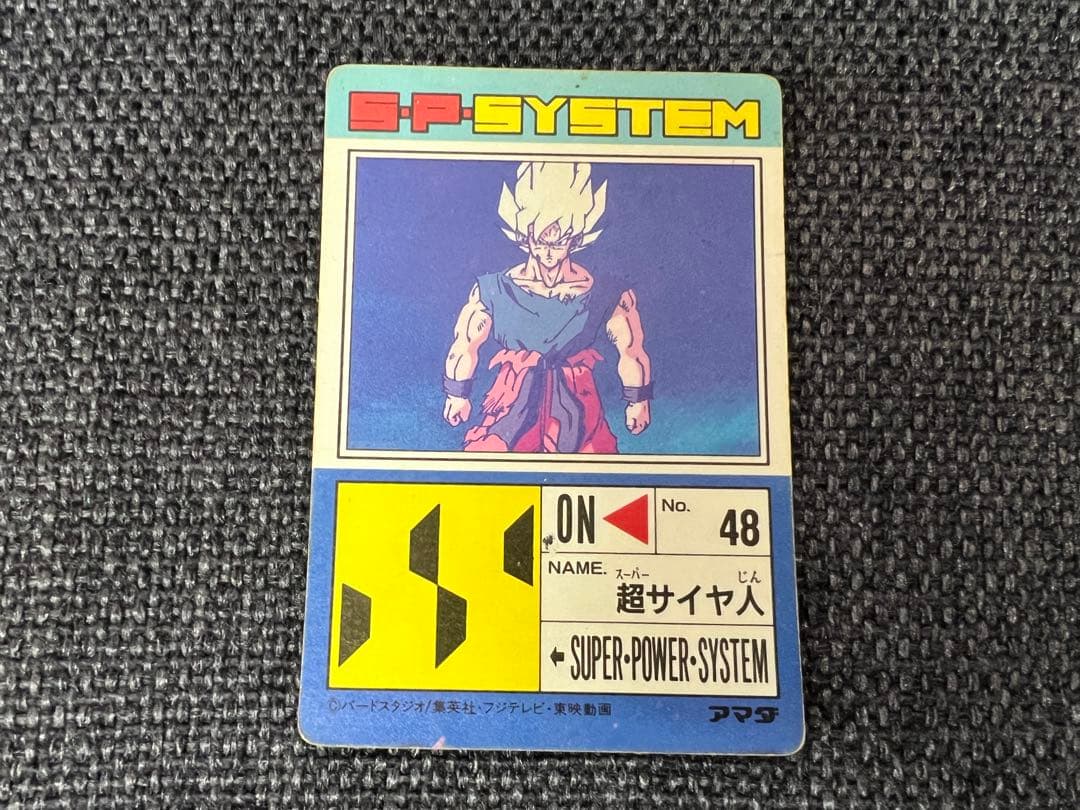 S·P·SYSTEM
ON
No.
48
NAME.
スーパー じん
超サイヤ人
SUPER·POWER·SYSTEM
©バードスタジオ/集英社・フジテレビ・東映動画
アマダ